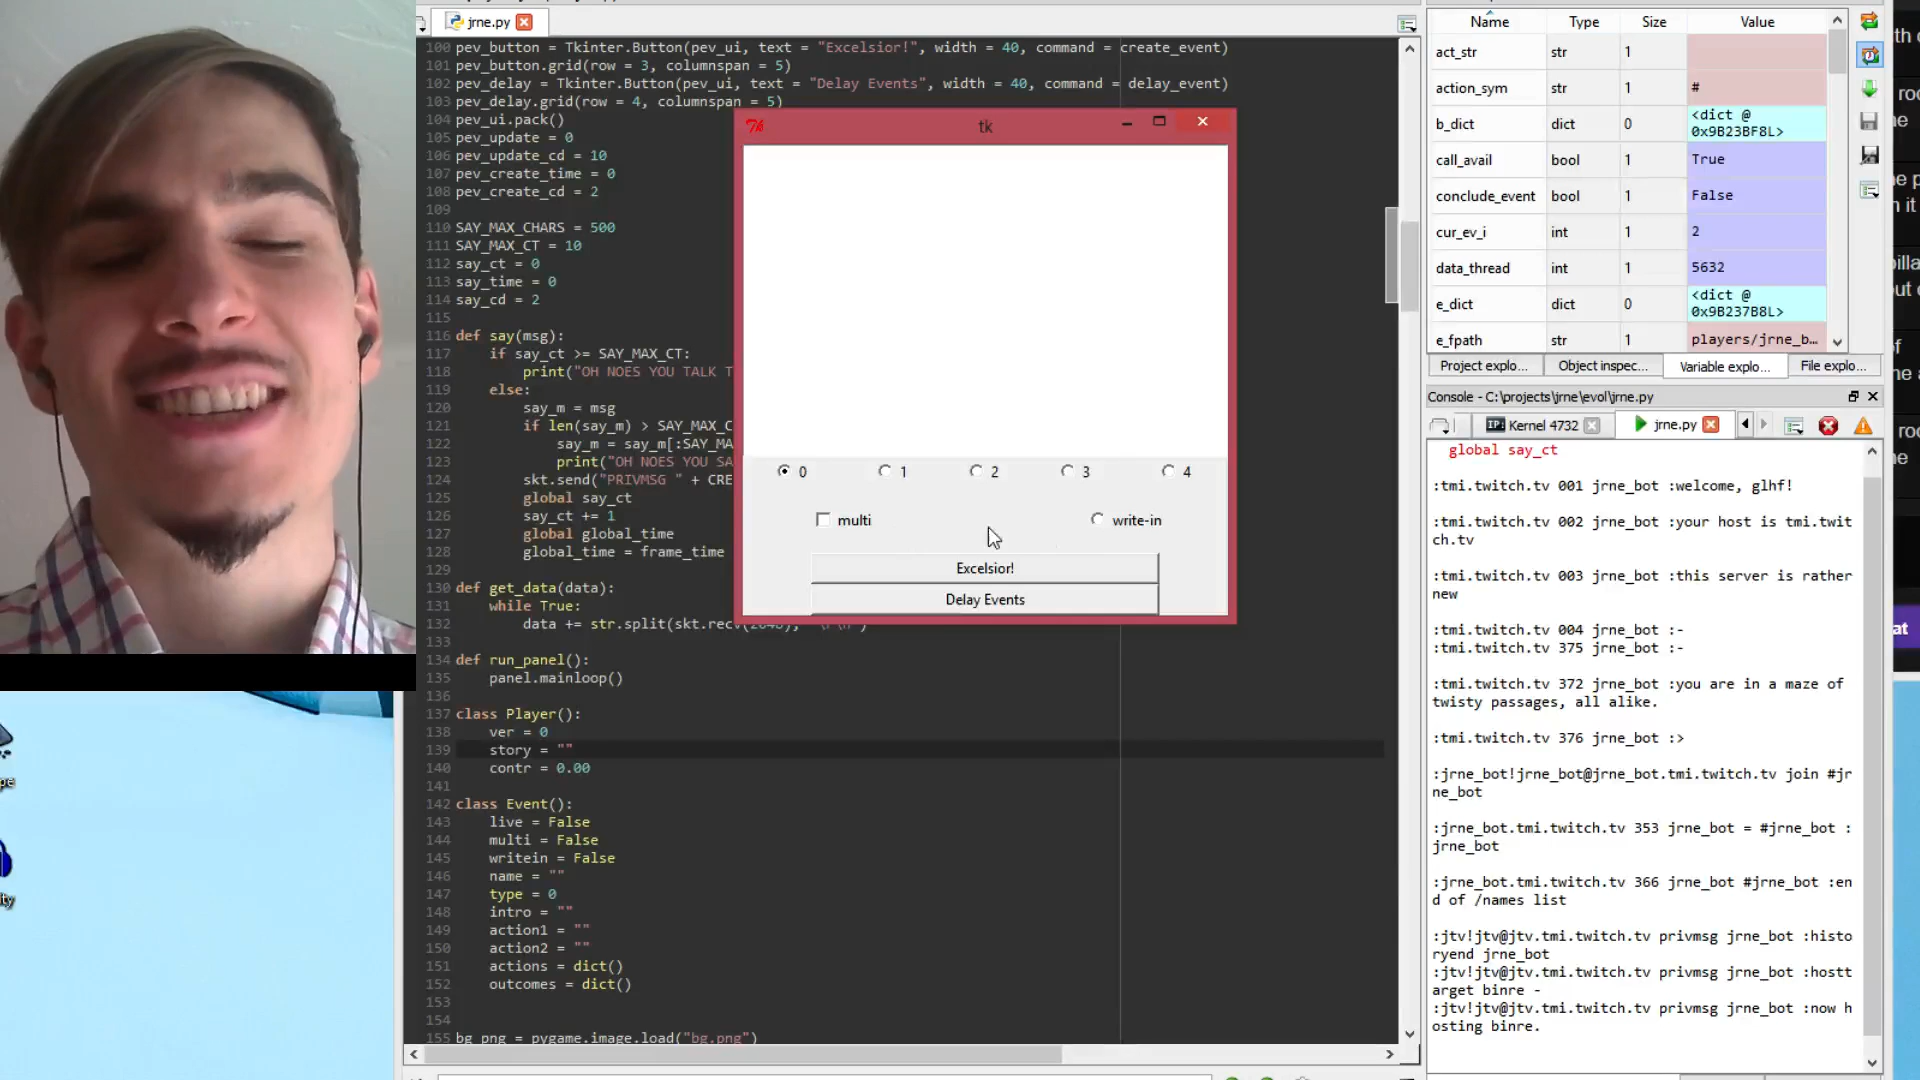 jrne.py
100 pev_button = Tkinter.Button(pev_ui, text = "Excelsior!", width = 40, command = create_event)
101 pev_button.grid(row = 3, columnspan = 5)
102 pev_delay = Tkinter.Button(pev_ui, text = "Delay Events", width = 40, command = delay_event)
103 pev_delay.grid(row = 4, columnspan = 5)
104 pev_ui.pack()
105 pev_update = 0
106 pev_update_cd = 10
107 pev_create_time = 0
108 pev_create_cd = 2
109
110 SAY_MAX_CHARS = 500
111 SAY_MAX_CT = 10
112 say_ct = 0
113 say_time = 0
114 say_cd = 2
115
116 def say(msg):
117 if say_ct >= SAY_MAX_CT:
118 print("OH NOES YOU TALK T
119 else:
120 say_m = msg
121 if len(say_m) > SAY_MAX_C
122 say_m = say_m[:SAY_MA
123 print("OH NOES YOU SA
124 skt.send("PRIVMSG " + CRE
125 global say_ct
126 say_ct += 1
127 global global_time
128 global_time = frame_time
129
130 def get_data(data):
131 while True:
132 data += str.split(skt.recv(2048),
133
134 def run_panel():
135 panel.mainloop()
136
137 class Player():
138 ver = 0
139 story = ""
140 contr = 0.00
141
142 class Event():
143 live = False
144 multi = False
145 writein = False
146 name = ""
147 type = 0
148 intro = ""
149 action1 = ""
150 action2 = ""
151 actions = dict()
152 outcomes = dict()
153
154
155 bg_png = pygame.image.load("bg.png")
tk
0 1 2 3 4
multi write-in
Excelsior!
Delay Events
Name Type Size Value
act_str str 1
action_sym str 1 #
b_dict dict 0 <dict @
0x9B23BF8L>
call_avail bool 1 True
conclude_event bool 1 False
cur_ev_i int 1 2
data_thread int 1 5632
e_dict dict 0 <dict @
0x9B237B8L>
e_fpath str 1 players/jrne_b...
Project explo... Object inspec... Variable explo... File explo...
Console - C:\projects\jrne\evol\jrne.py
IP: Kernel 4732 jrne.py
global say_ct
:tmi.twitch.tv 001 jrne_bot :welcome, glhf!
:tmi.twitch.tv 002 jrne_bot :your host is tmi.twit
ch.tv
:tmi.twitch.tv 003 jrne_bot :this server is rather
new
:tmi.twitch.tv 004 jrne_bot :-
:tmi.twitch.tv 375 jrne_bot :-
:tmi.twitch.tv 372 jrne_bot :you are in a maze of
twisty passages, all alike.
:tmi.twitch.tv 376 jrne_bot :>
:jrne_bot!jrne_bot@jrne_bot.tmi.twitch.tv join #jr
ne_bot
:jrne_bot.tmi.twitch.tv 353 jrne_bot = #jrne_bot :
jrne_bot
:jrne_bot.tmi.twitch.tv 366 jrne_bot #jrne_bot :en
d of /names list
:jtv!jtv@jtv.tmi.twitch.tv privmsg jrne_bot :histo
ryend jrne_bot
:jtv!jtv@jtv.tmi.twitch.tv privmsg jrne_bot :hostt
arget binre -
:jtv!jtv@jtv.tmi.twitch.tv privmsg jrne_bot :now h
osting binre.